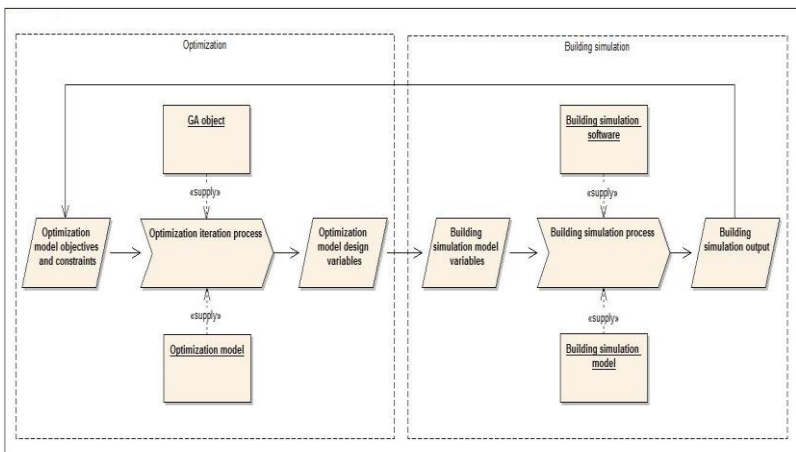 Optimization
Building simulation
GA object
Building simulation
software
«supply»
«supply»
Optimization
model objectives
and constraints
Optimization iteration process
Optimization
model design
variables
Building
simulation model
variables
Building simulation process
Building
simulation output
«supply»
«supply»
Optimization model
Building simulation
model